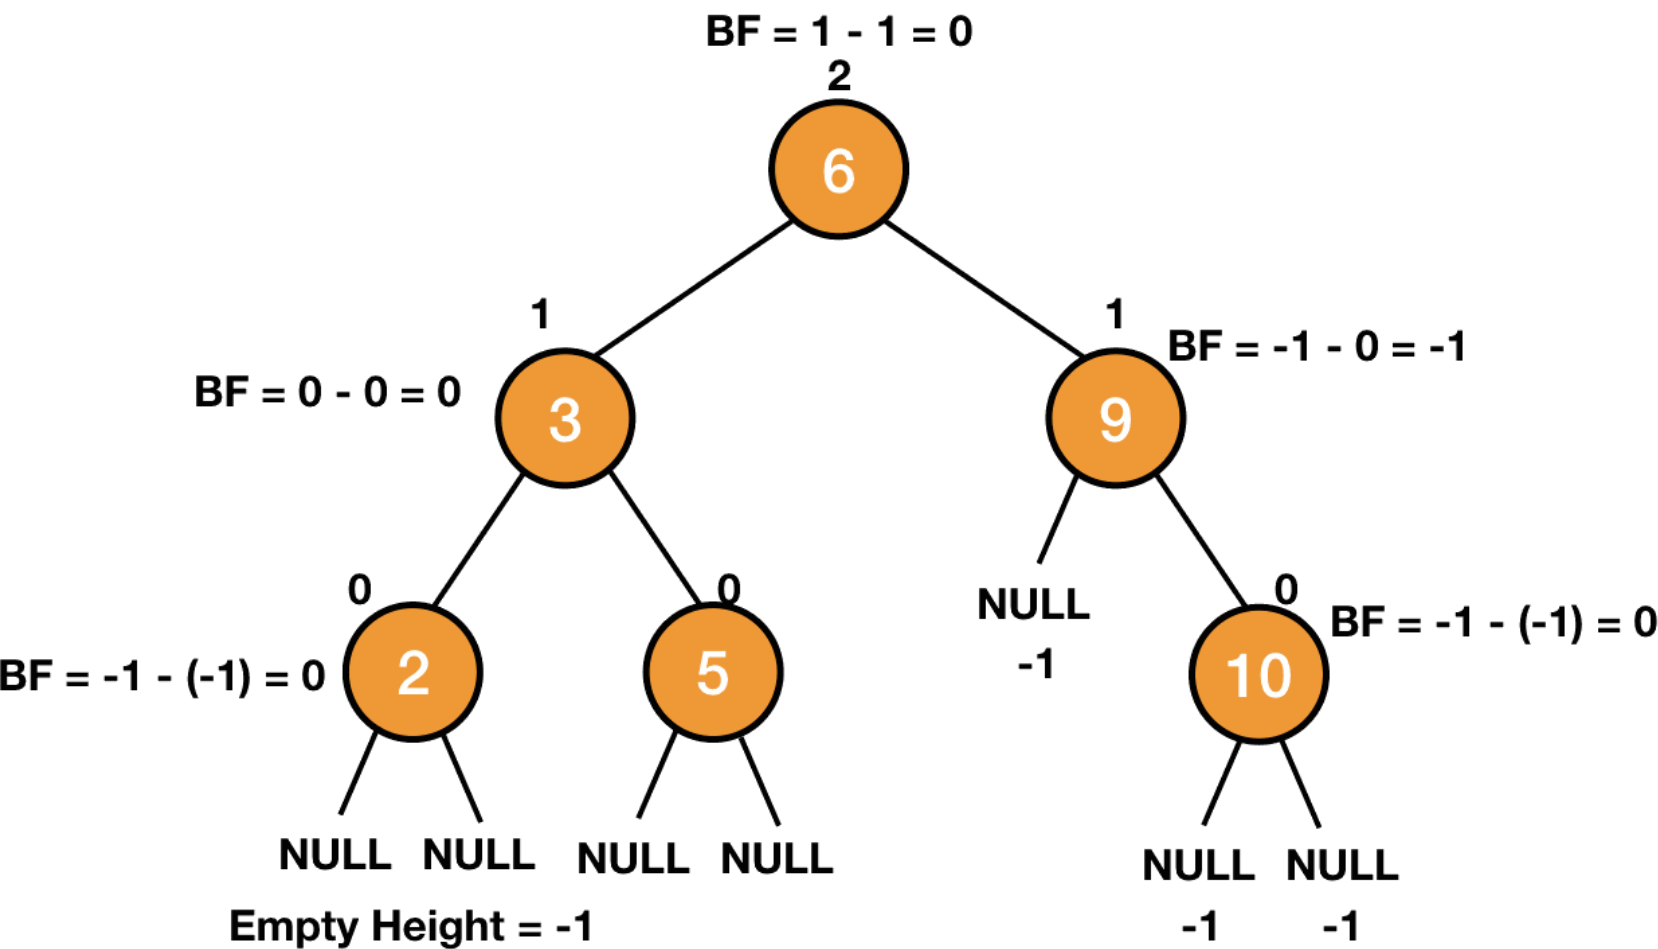 BF = 1 - 1 = 0
2
6
1
1
BF = -1 - 0 = -1
BF = 0 - 0 = 0
3
9
0
0
NULL
-1
0
BF = -1 - (-1) = 0
BF = -1 - (-1) = 0
2
5
10
NULL NULL NULL NULL
NULL NULL
Empty Height = -1
-1 -1